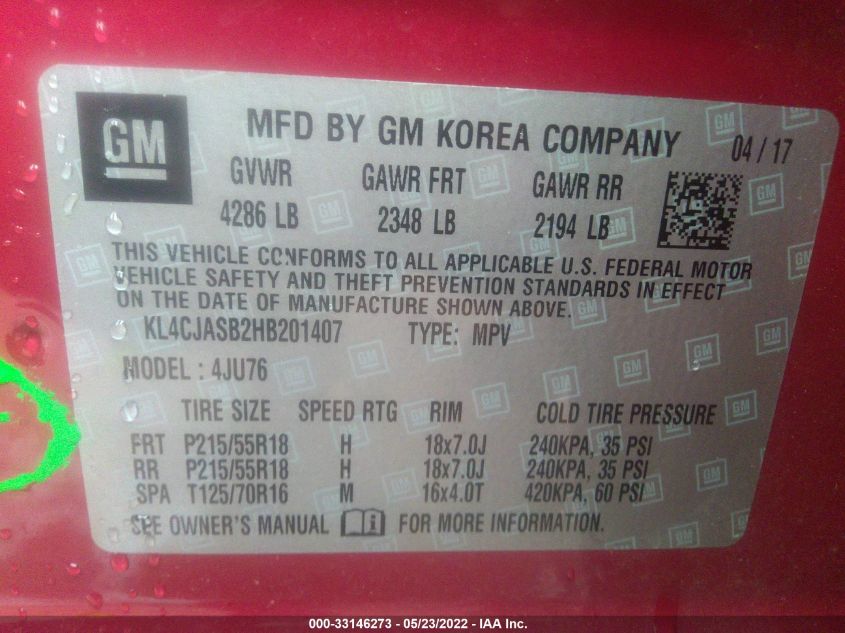 GM MFD BY GM KOREA COMPANY 04 / 17
GVWR GAWR FRT GAWR RR
4286 LB 2348 LB 2194 LB
THIS VEHICLE CONFORMS TO ALL APPLICABLE U.S. FEDERAL MOTOR
VEHICLE SAFETY AND THEFT PREVENTION STANDARDS IN EFFECT
ON THE DATE OF MANUFACTURE SHOWN ABOVE.
KL4CJASB2HB201407 TYPE: MPV
MODEL : 4JU76
TIRE SIZE SPEED RTG RIM COLD TIRE PRESSURE
FRT P215/55R18 H 18x7.0J 240KPA, 35 PSI
RR P215/55R18 H 18x7.0J 240KPA, 35 PSI
SPA T125/70R16 M 16x4.0T 420KPA, 60 PSI
SEE OWNER'S MANUAL FOR MORE INFORMATION.
000-33146273 - 05/23/2022 - IAA Inc.